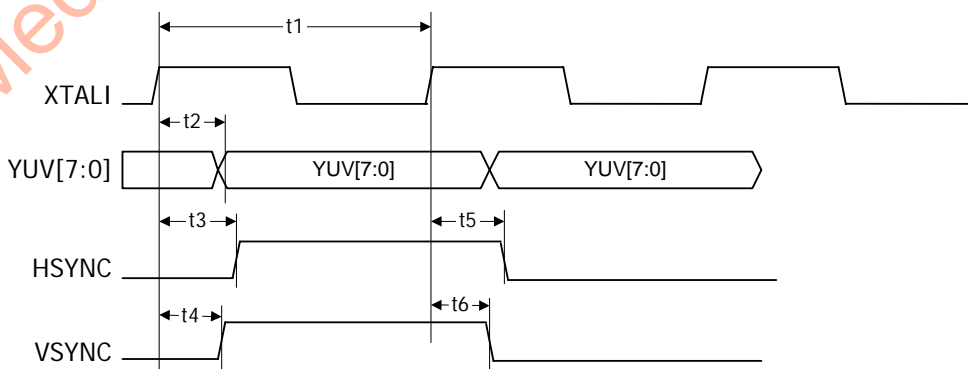 t1
XTALI
t2
YUV[7:0] YUV[7:0] YUV[7:0]
t3 t5
HSYNC
t6
t4
VSYNC